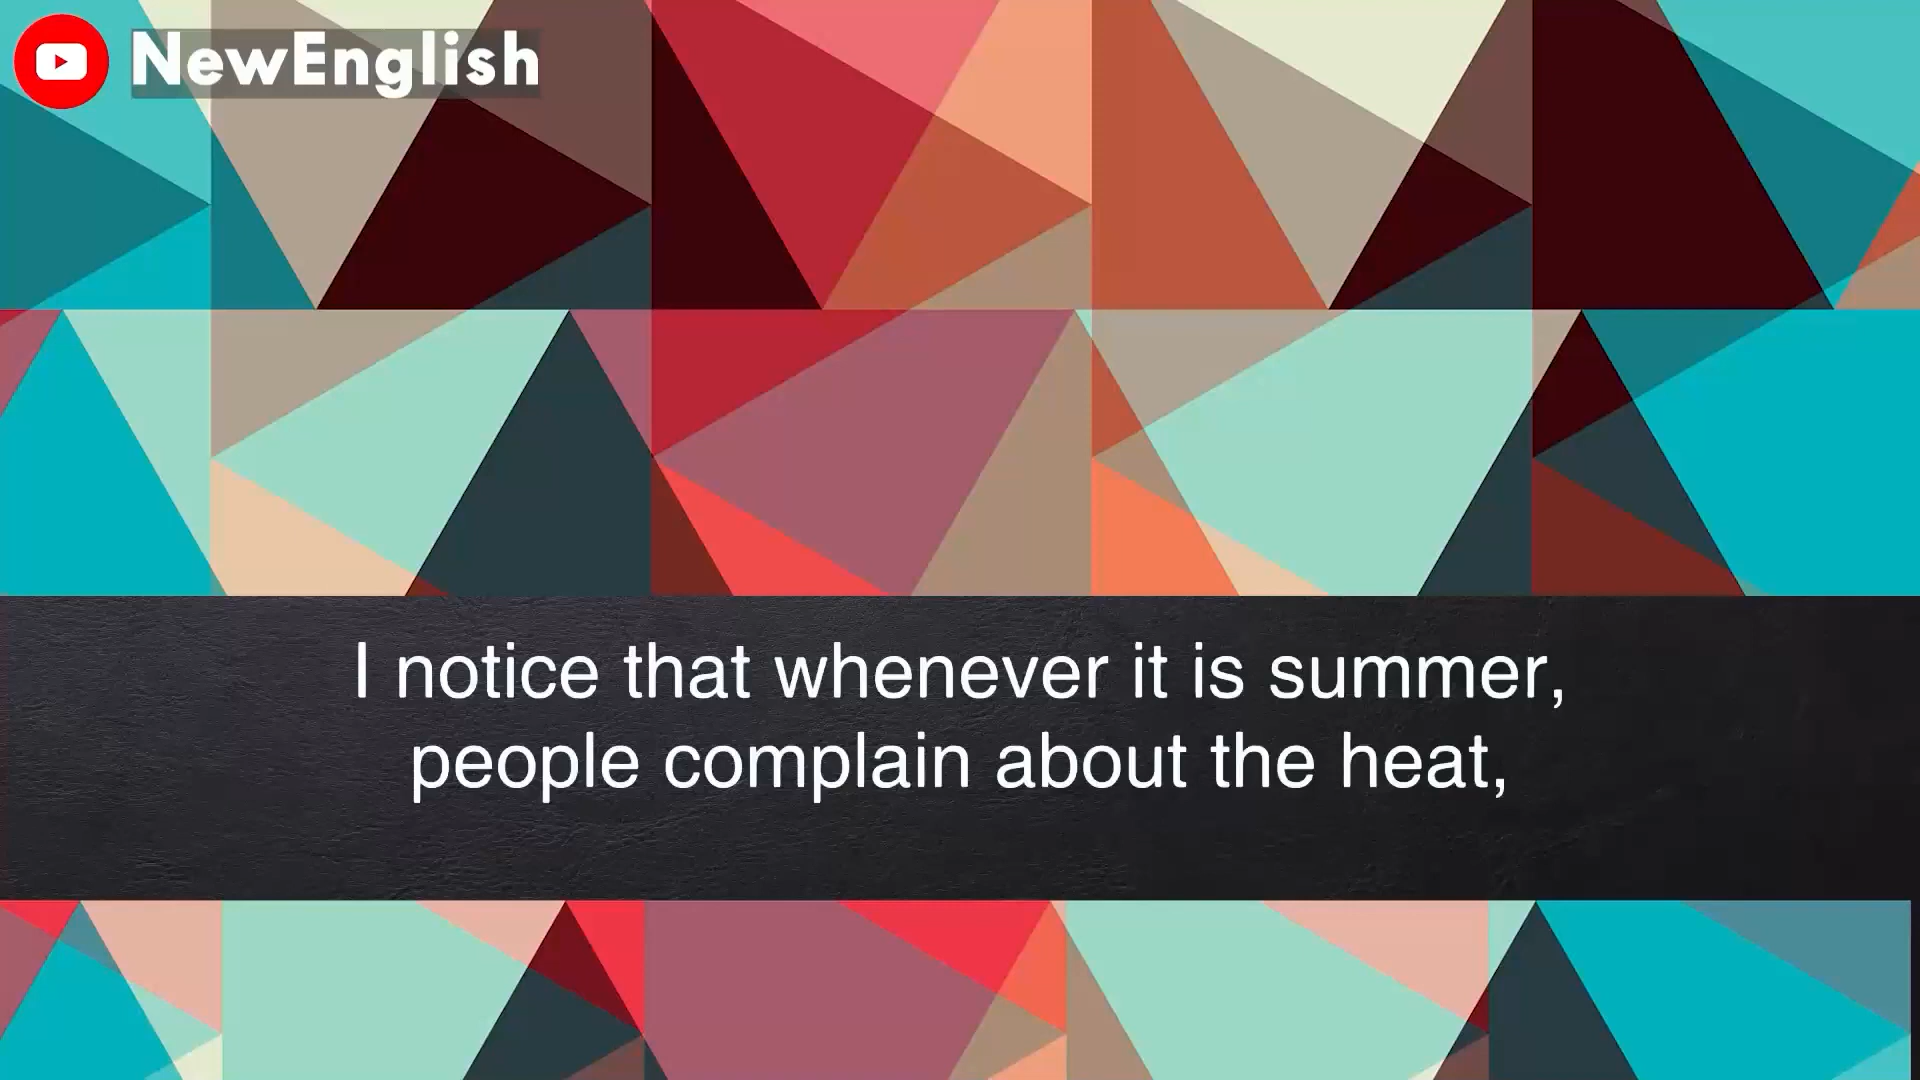 NewEnglish
I notice that whenever it is summer,
people complain about the heat,